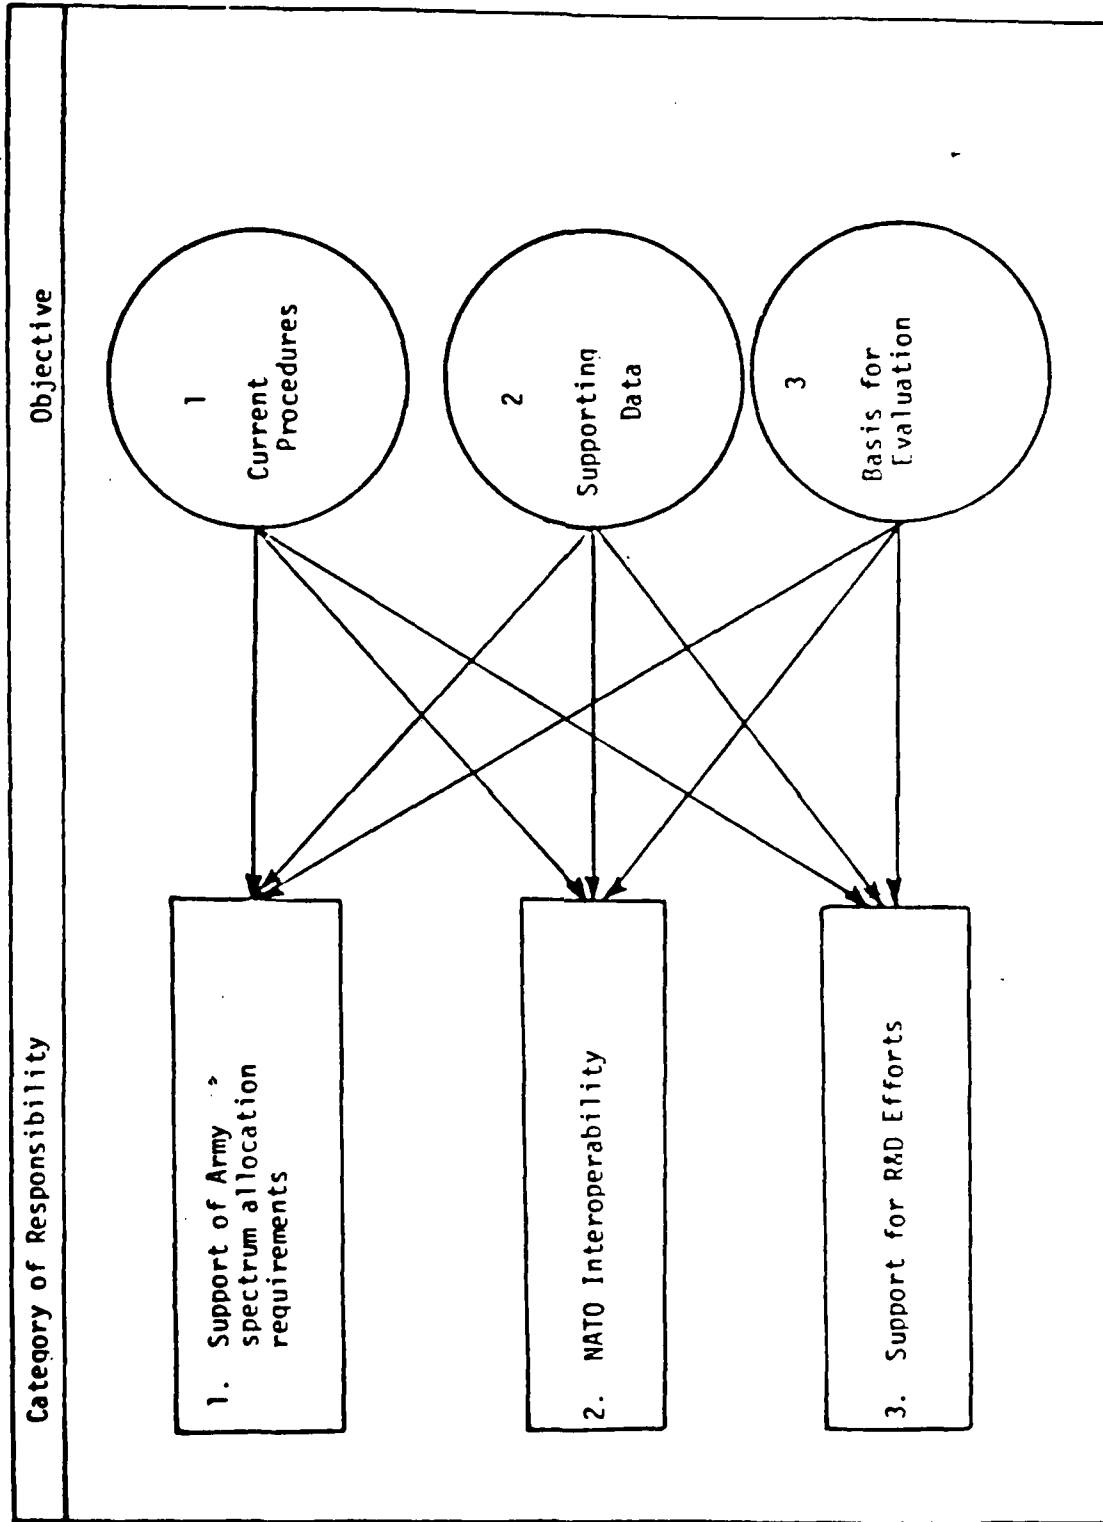 Category of Responsibility
Objective
1. Support of Army
spectrum allocation
requirements
2. NATO Interoperability
3. Support for R&D Efforts
1
Current
Procedures
2
Supporting
Data
3
Basis for
Evaluation